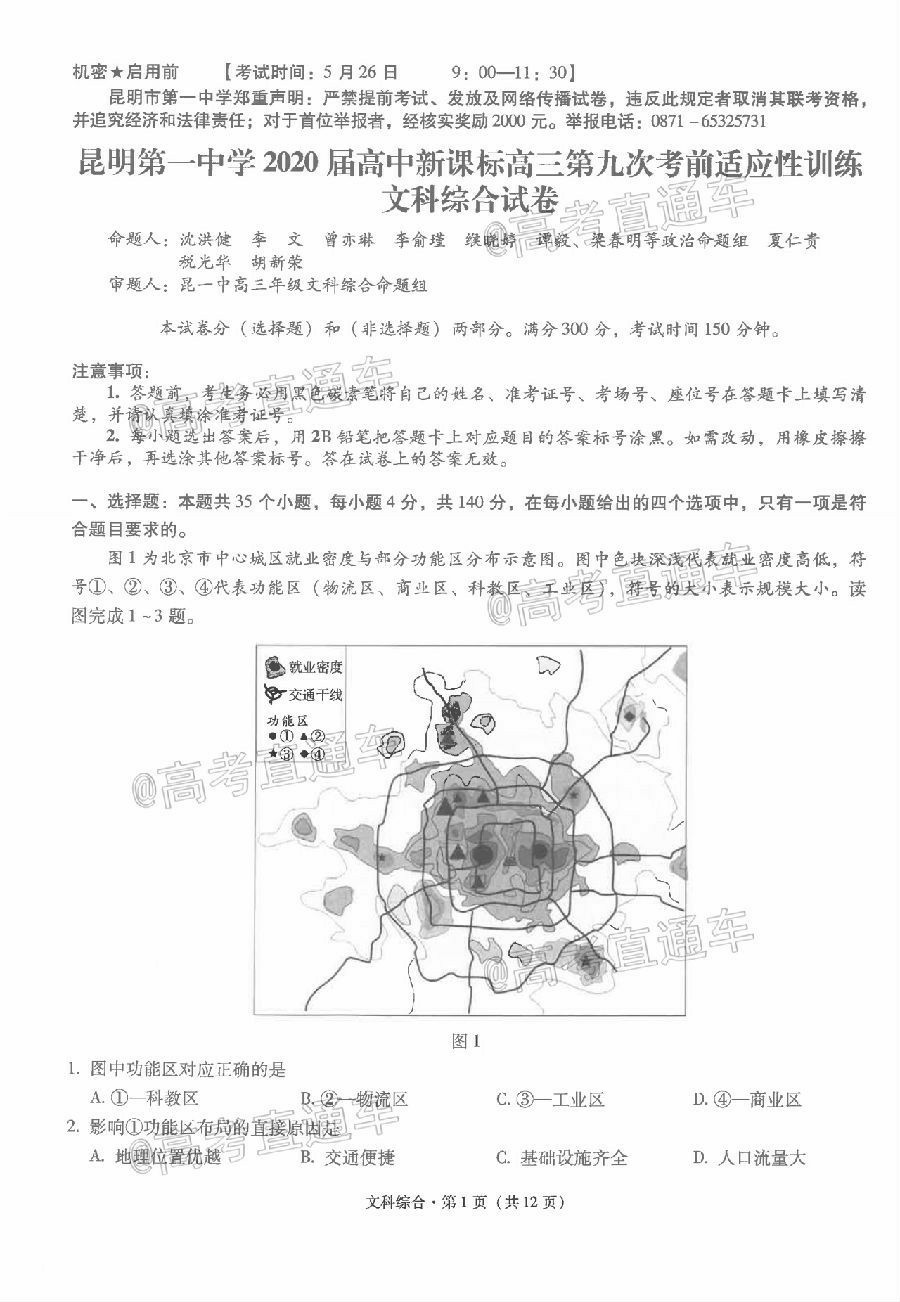 机密★启用前 【考试时间：5月26日 9：00—11：30】
昆明市第一中学郑重声明：严禁提前考试、发放及网络传播试卷，违反此规定者取消其联考资格，
并追究经济和法律责任；对于首位举报者，经核实奖励2000元。举报电话：0871－65325731
昆明第一中学2020届高中新课标高三第九次考前适应性训练
文科综合试卷
命题人：沈洪健 李 文 曾亦琳 李俞瑾 缑晓婷 谭毅、梁春明等政治命题组 夏仁贵
税光华 胡新荣
审题人：昆一中高三年级文科综合命题组
本试卷分（选择题）和（非选择题）两部分。满分300分，考试时间150分钟。
注意事项：
1. 答题前，考生务必用黑色碳素笔将自己的姓名、准考证号、考场号、座位号在答题卡上填写清
楚，并请认真填涂准考证号。
2. 每小题选出答案后，用2B铅笔把答题卡上对应题目的答案标号涂黑。如需改动，用橡皮擦擦
干净后，再选涂其他答案标号。答在试卷上的答案无效。
一、选择题：本题共35个小题，每小题4分，共140分，在每小题给出的四个选项中，只有一项是符
合题目要求的。
图1为北京市中心城区就业密度与部分功能区分布示意图。图中色块深浅代表就业密度高低，符
号①、②、③、④代表功能区（物流区、商业区、科教区、工业区），符号的大小表示规模大小。读
图完成1~3题。
就业密度
交通干线
功能区
●① ▲②
★③ ◆④
图1
1. 图中功能区对应正确的是
A. ①—科教区 B. ②—物流区 C. ③—工业区 D. ④—商业区
2. 影响①功能区布局的直接原因是
A. 地理位置优越 B. 交通便捷 C. 基础设施齐全 D. 人口流量大
文科综合·第1页（共12页）
@高考直通车
@高考直通车
@高考直通车
@高考直通车
@高考直通车
@高考直通车